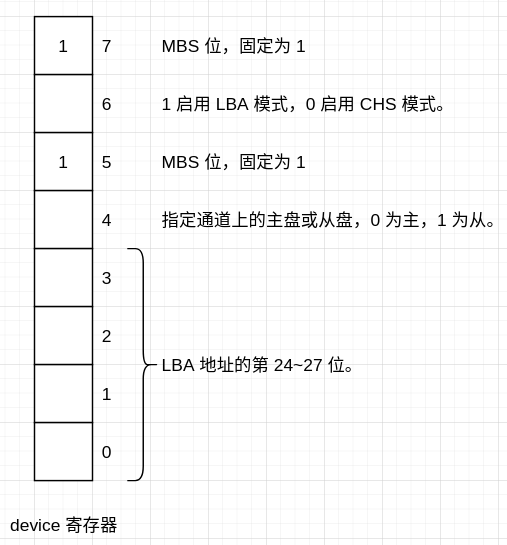 1 7 MBS 位，固定为 1
6 1 启用 LBA 模式，0 启用 CHS 模式。
1 5 MBS 位，固定为 1
4 指定通道上的主盘或从盘，0 为主，1 为从。
3
2
LBA 地址的第 24~27 位。
1
0
device 寄存器